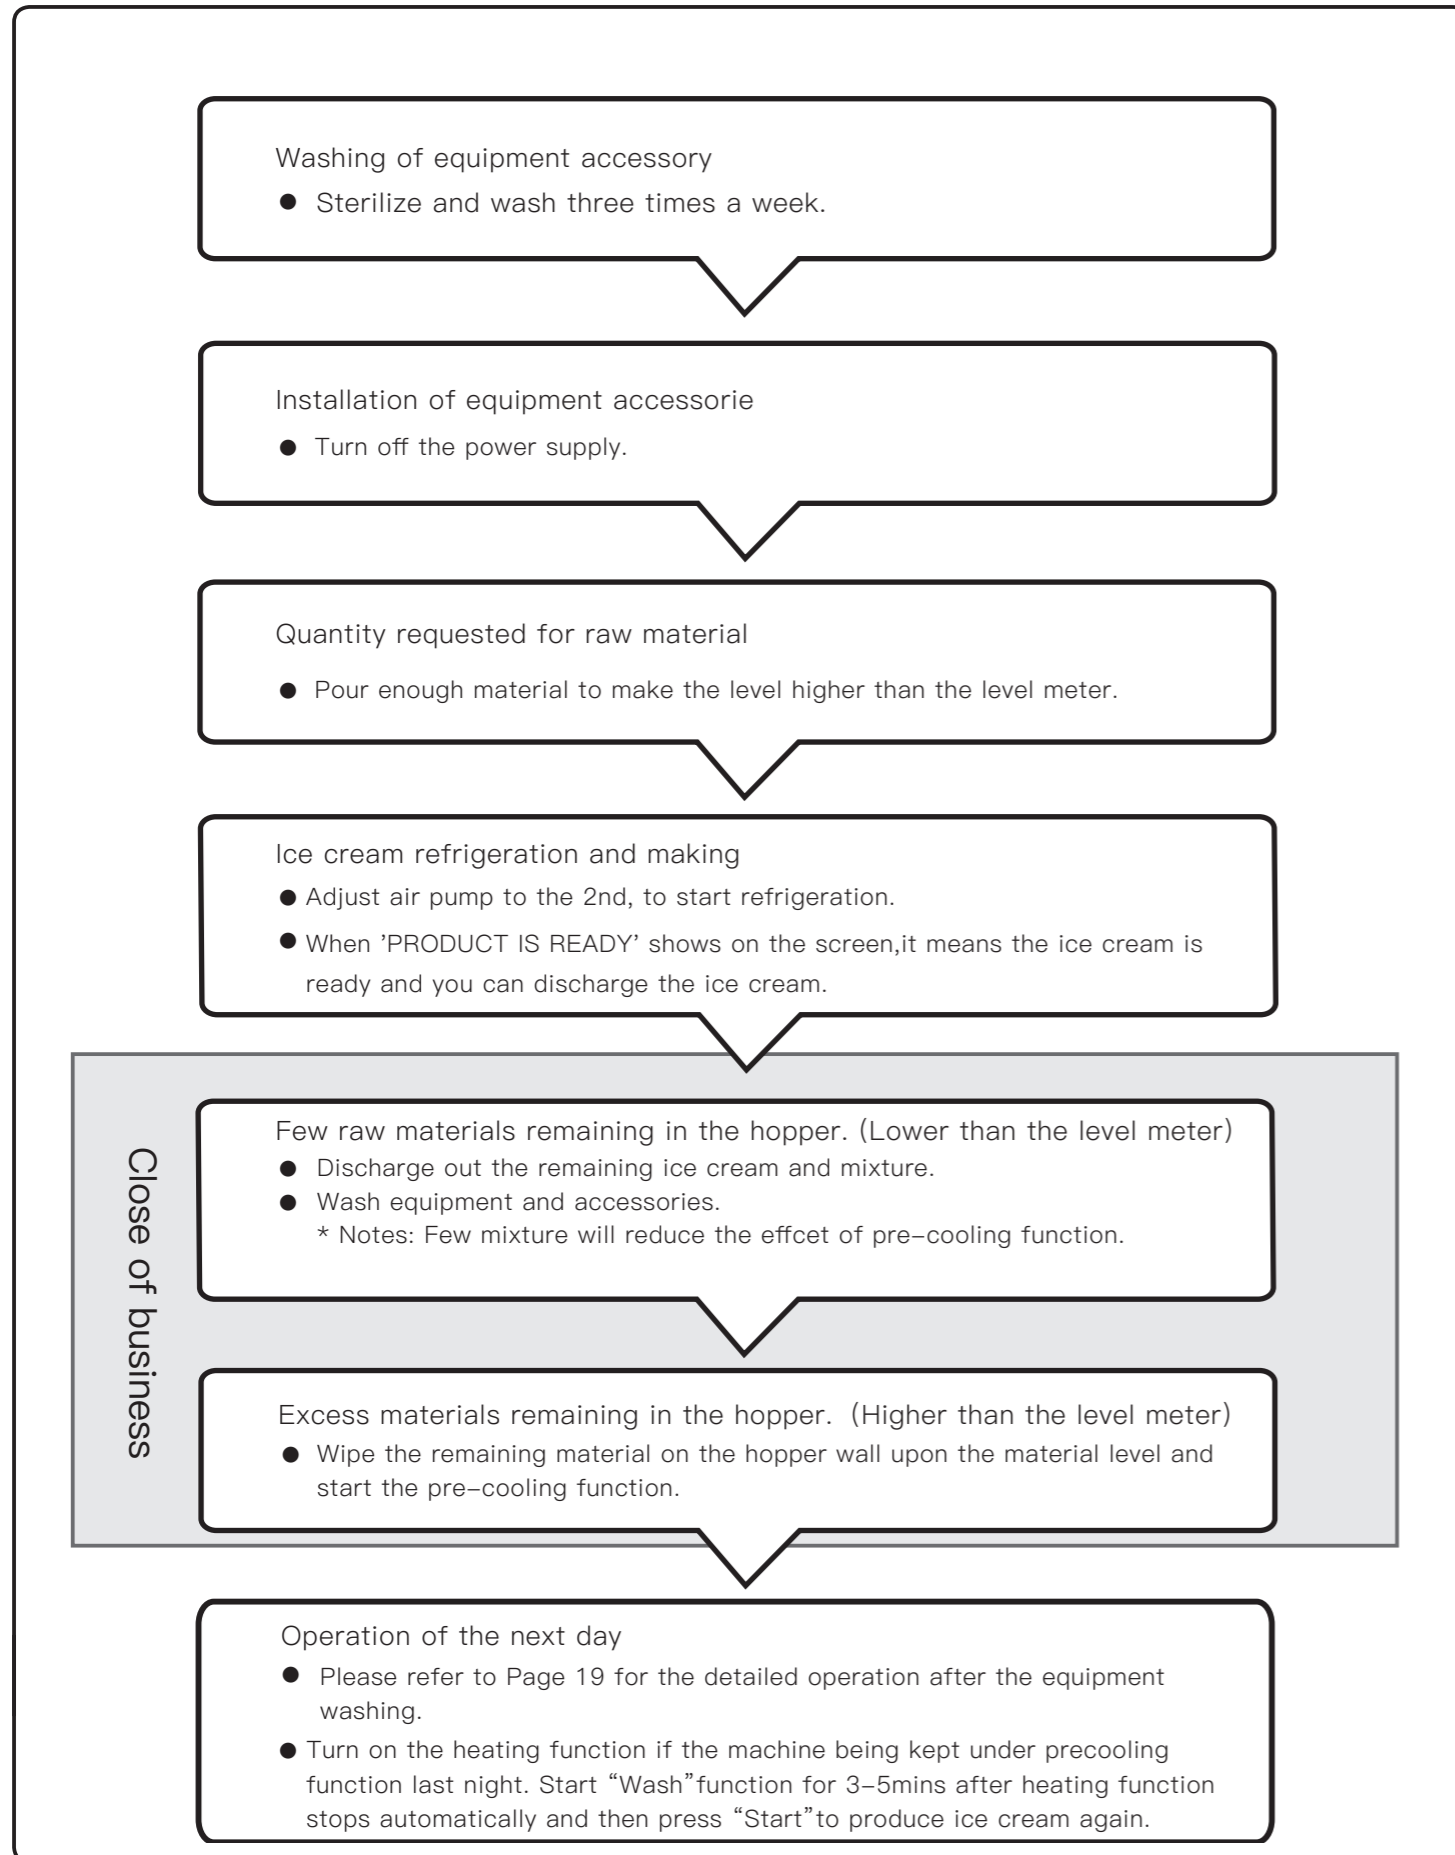 Washing of equipment accessory
● Sterilize and wash three times a week.
Installation of equipment accessorie
● Turn off the power supply.
Quantity requested for raw material
● Pour enough material to make the level higher than the level meter.
Ice cream refrigeration and making
● Adjust air pump to the 2nd, to start refrigeration.
● When ’PRODUCT IS READY’ shows on the screen,it means the ice cream is
ready and you can discharge the ice cream.
Close of business
Few raw materials remaining in the hopper. (Lower than the level meter)
● Discharge out the remaining ice cream and mixture.
● Wash equipment and accessories.
* Notes: Few mixture will reduce the effcet of pre-cooling function.
Excess materials remaining in the hopper. (Higher than the level meter)
● Wipe the remaining material on the hopper wall upon the material level and
start the pre-cooling function.
Operation of the next day
● Please refer to Page 19 for the detailed operation after the equipment
washing.
● Turn on the heating function if the machine being kept under precooling
function last night. Start “Wash”function for 3-5mins after heating function
stops automatically and then press “Start”to produce ice cream again.